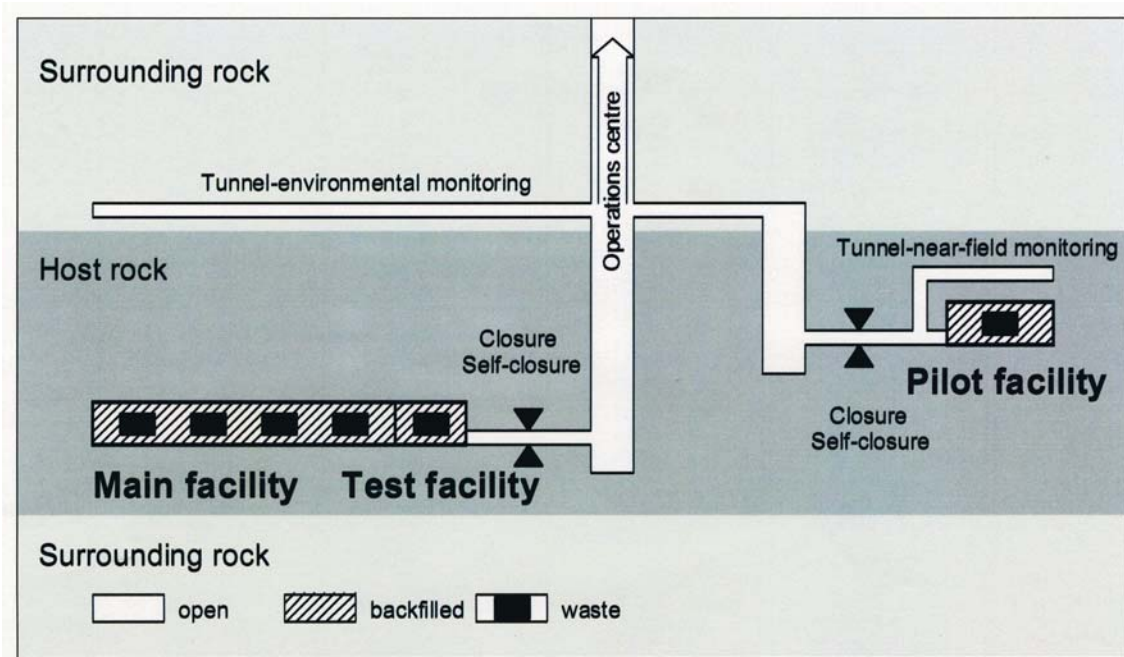 Surrounding rock
Operations centre
Tunnel-environmental monitoring
Host rock
Tunnel-near-field monitoring
Closure
Self-closure
Pilot facility
Closure
Self-closure
Main facility
Test facility
Surrounding rock
open
backfilled
waste